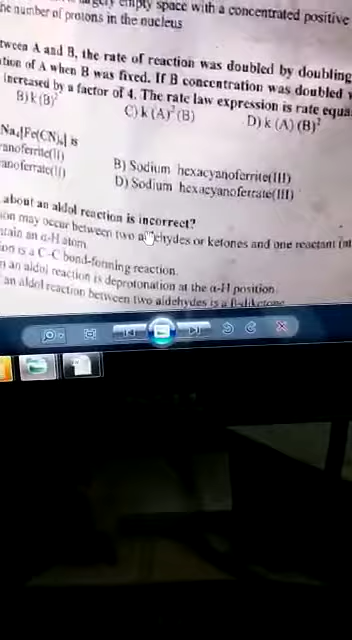 largely empty space with a concentrated positive
he number of protons in the nucleus
tween A and B, the rate of reaction was doubled by doubling
tion of A when B was fixed. If B concentration was doubled
increased by a factor of 4. The rate law expression is rate equa
B) k (B)²
C) k (A)² (B)
D) k (A) (B)²
Na₄[Fe(CN)₆] is
anoferrite(II)
B) Sodium hexacyanoferrite(III)
anoferrate(II)
D) Sodium hexacyanoferrate(III)
about an aldol reaction is incorrect?
ion may occur between two aldehydes or ketones and one reactant
tain an α-H atom.
ion is a C-C bond-forming reaction.
n an aldol reaction is deprotonation at the α-H position
an aldol reaction between two aldehydes is a β-diketone